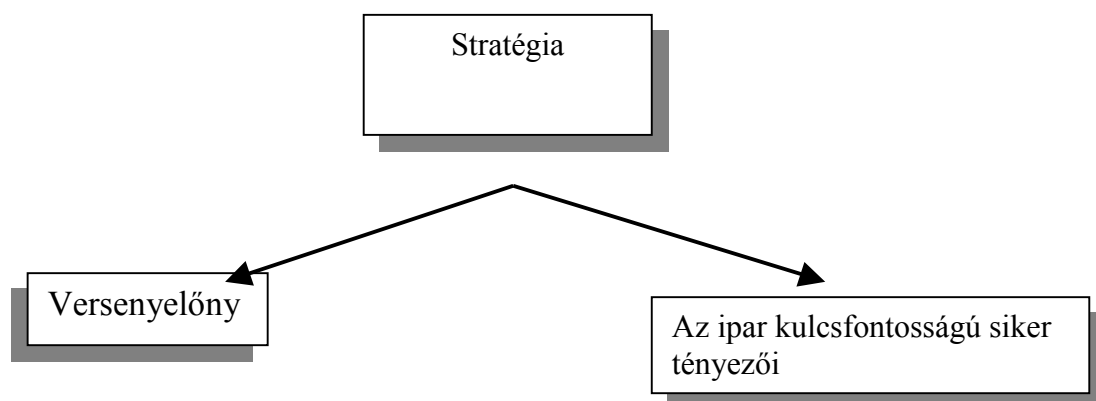 Stratégia
Versenyelőny
Az ipar kulcsfontosságú siker
tényezői